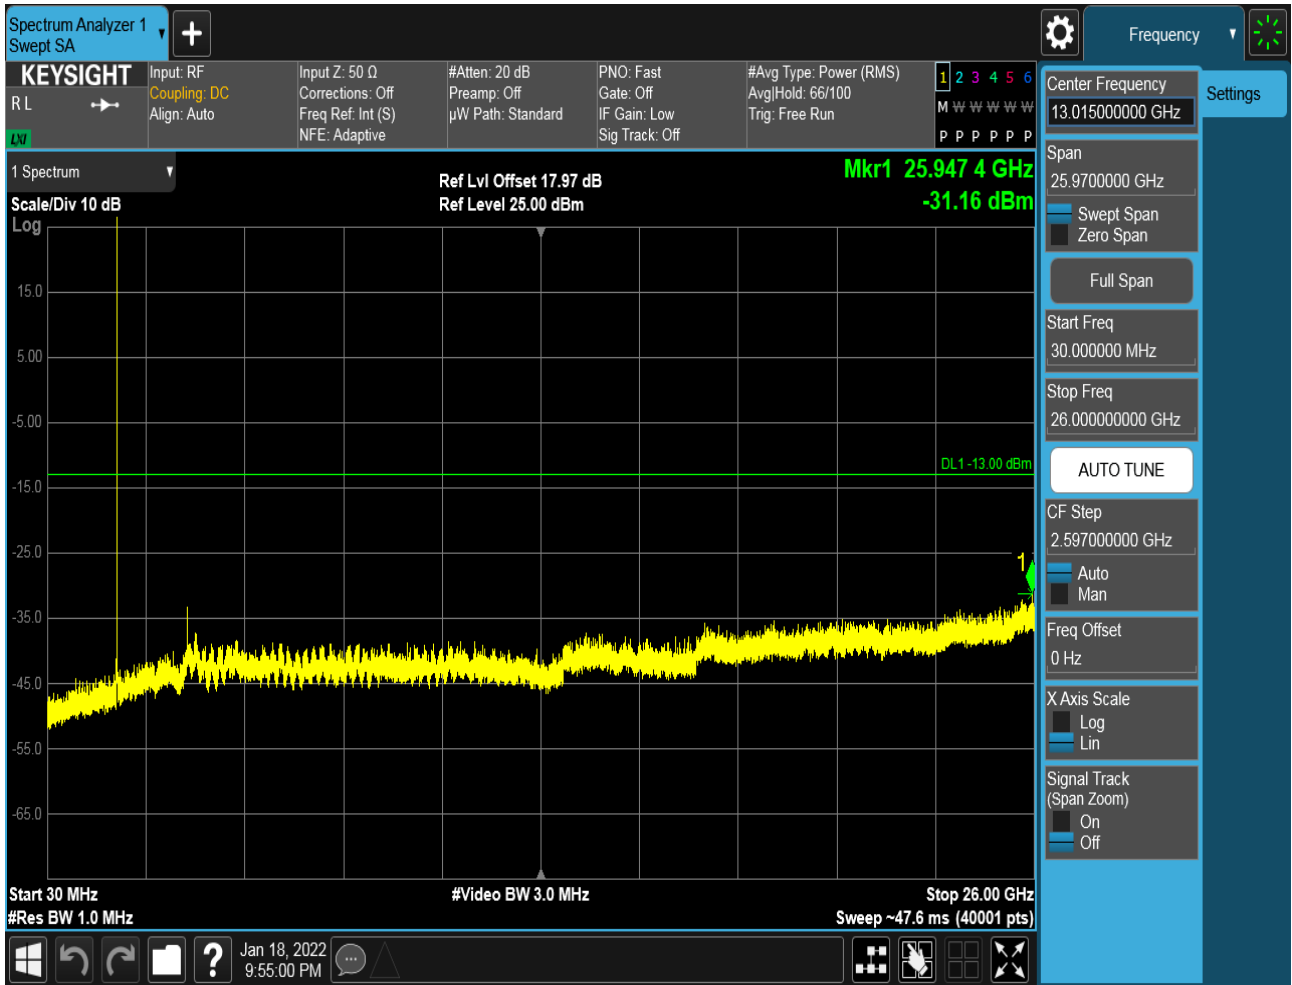 Spectrum Analyzer 1
Swept SA
Frequency
KEYSIGHT
R L
LXI
Input: RF
Coupling: DC
Align: Auto
Input Z: 50 Ω
Corrections: Off
Freq Ref: Int (S)
NFE: Adaptive
#Atten: 20 dB
Preamp: Off
µW Path: Standard
PNO: Fast
Gate: Off
IF Gain: Low
Sig Track: Off
#Avg Type: Power (RMS)
Avg|Hold: 66/100
Trig: Free Run
1 2 3 4 5 6
M W W W W W
P P P P P P
1 Spectrum
Scale/Div 10 dB
Log
Ref Lvl Offset 17.97 dB
Ref Level 25.00 dBm
Mkr1 25.947 4 GHz
-31.16 dBm
15.0
5.00
-5.00
-15.0
-25.0
-35.0
-45.0
-55.0
-65.0
DL1 -13.00 dBm
1
Start 30 MHz
#Res BW 1.0 MHz
#Video BW 3.0 MHz
Stop 26.00 GHz
Sweep ~47.6 ms (40001 pts)
Jan 18, 2022
9:55:00 PM
?
Center Frequency
13.015000000 GHz
Settings
Span
25.9700000 GHz
Swept Span
Zero Span
Full Span
Start Freq
30.000000 MHz
Stop Freq
26.000000000 GHz
AUTO TUNE
CF Step
2.597000000 GHz
Auto
Man
Freq Offset
0 Hz
X Axis Scale
Log
Lin
Signal Track
(Span Zoom)
On
Off